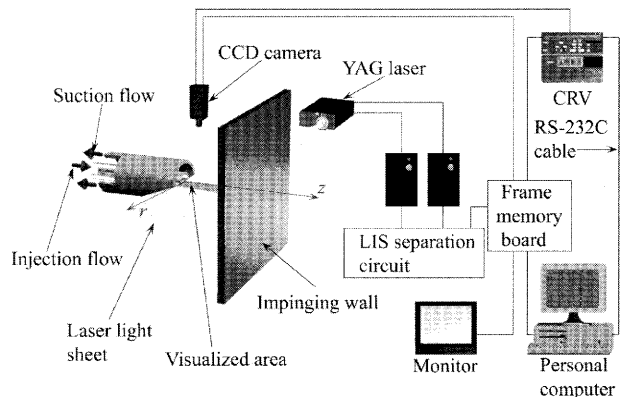 CCD camera
YAG laser
Suction flow
CRV
RS-232C
cable
z
r
Frame
memory
board
LIS separation
circuit
Injection flow
Impinging wall
Laser light
sheet
Visualized area
Monitor
Personal
computer